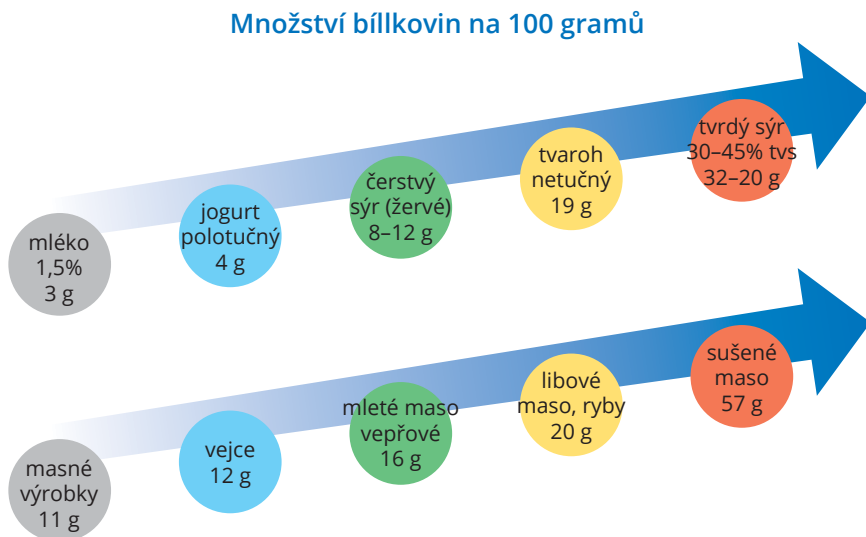 Množství bíllkovin na 100 gramů
mléko
1,5%
3 g
jogurt
polotučný
4 g
čerstvý
sýr (žervé)
8–12 g
tvaroh
netučný
19 g
tvrdý sýr
30–45% tvs
32–20 g
masné
výrobky
11 g
vejce
12 g
mleté maso
vepřové
16 g
libové
maso, ryby
20 g
sušené
maso
57 g